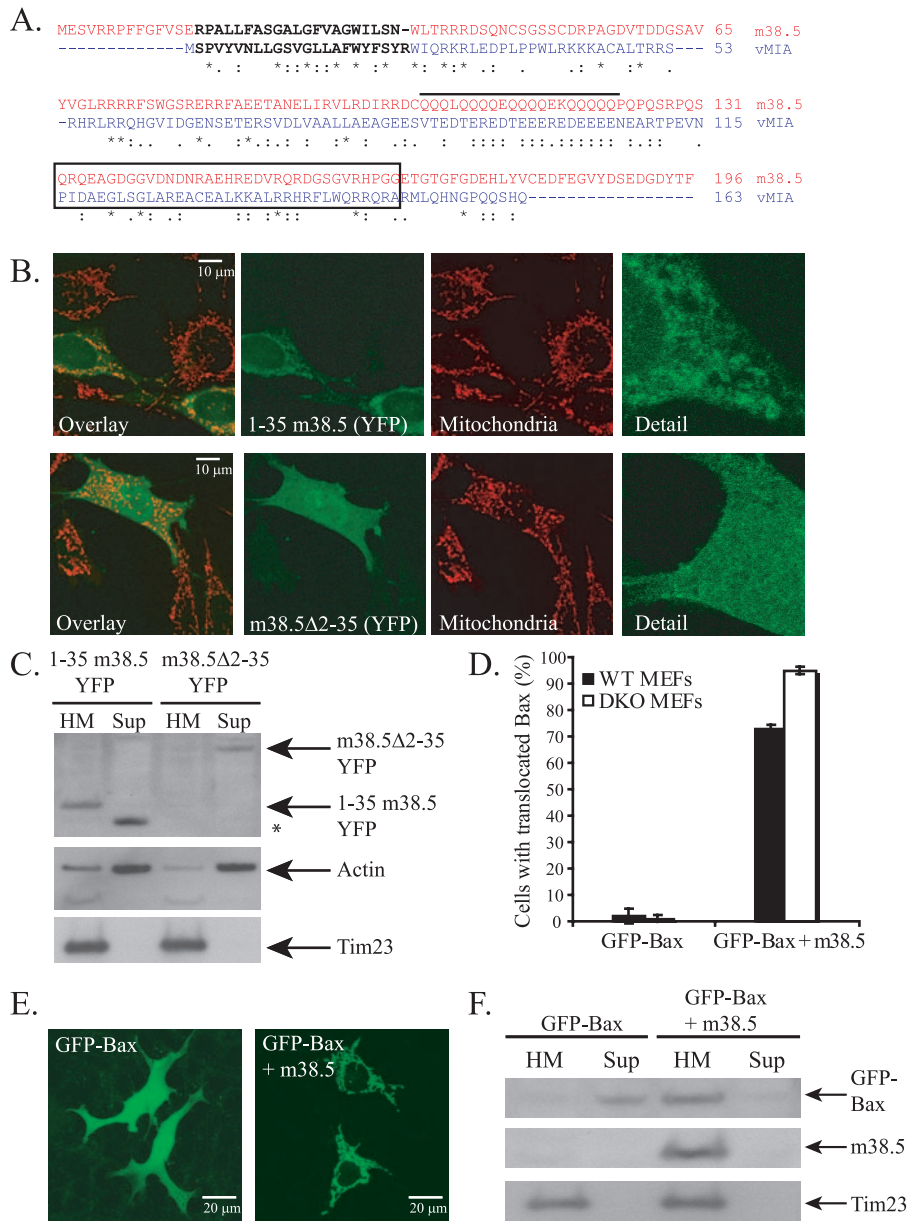 A.
MESVRRPFFGFVSERPALLFASGALGFVAGWILSN-WLTRRRDSQNCSGSSCDRPAGDVTDDGSAV 65 m38.5
-------------MSPVYVNLLGSVGLLAFWYFSYRWIQRKRLEDPLPPWLRKKKACALTRRS-- 53 vMIA
YVGLRRRRFSWGSRERRFAEETANELIRVLRDIRRDCQQQLQQQQEQQQQEKQQQQQPQPQSRPQS 131 m38.5
-RHRLRRQHGVIDGENSETERSVDLVAALLAEAGEESVTEDTEREDTEEEREDEEEENEARTPEVN 115 vMIA
QRQEAGDGGVDNDNRAEHREDVRQRDGSGVRHPGGETGTGFGDEHLYVCEDFEGVYDSEDGDYTF 196 m38.5
PIDAEGLSGLAREACEALKKALRRHRFLWQRRQRARMLQHNGPQQSHQ---------------- 163 vMIA
B.
10 μm
Overlay
1-35 m38.5 (YFP)
Mitochondria
Detail
10 μm
Overlay
m38.5Δ2-35 (YFP)
Mitochondria
Detail
C.
1-35 m38.5 YFP
m38.5Δ2-35 YFP
HM Sup HM Sup
m38.5Δ2-35
YFP
1-35 m38.5
YFP
*
Actin
Tim23
D.
Cells with translocated Bax (%)
100
90
80
70
60
50
40
30
20
10
0
WT MEFs
DKO MEFs
GFP-Bax GFP-Bax + m38.5
E.
GFP-Bax
20 μm
GFP-Bax
+ m38.5
20 μm
F.
GFP-Bax
GFP-Bax
+ m38.5
HM Sup HM Sup
GFP-
Bax
m38.5
Tim23